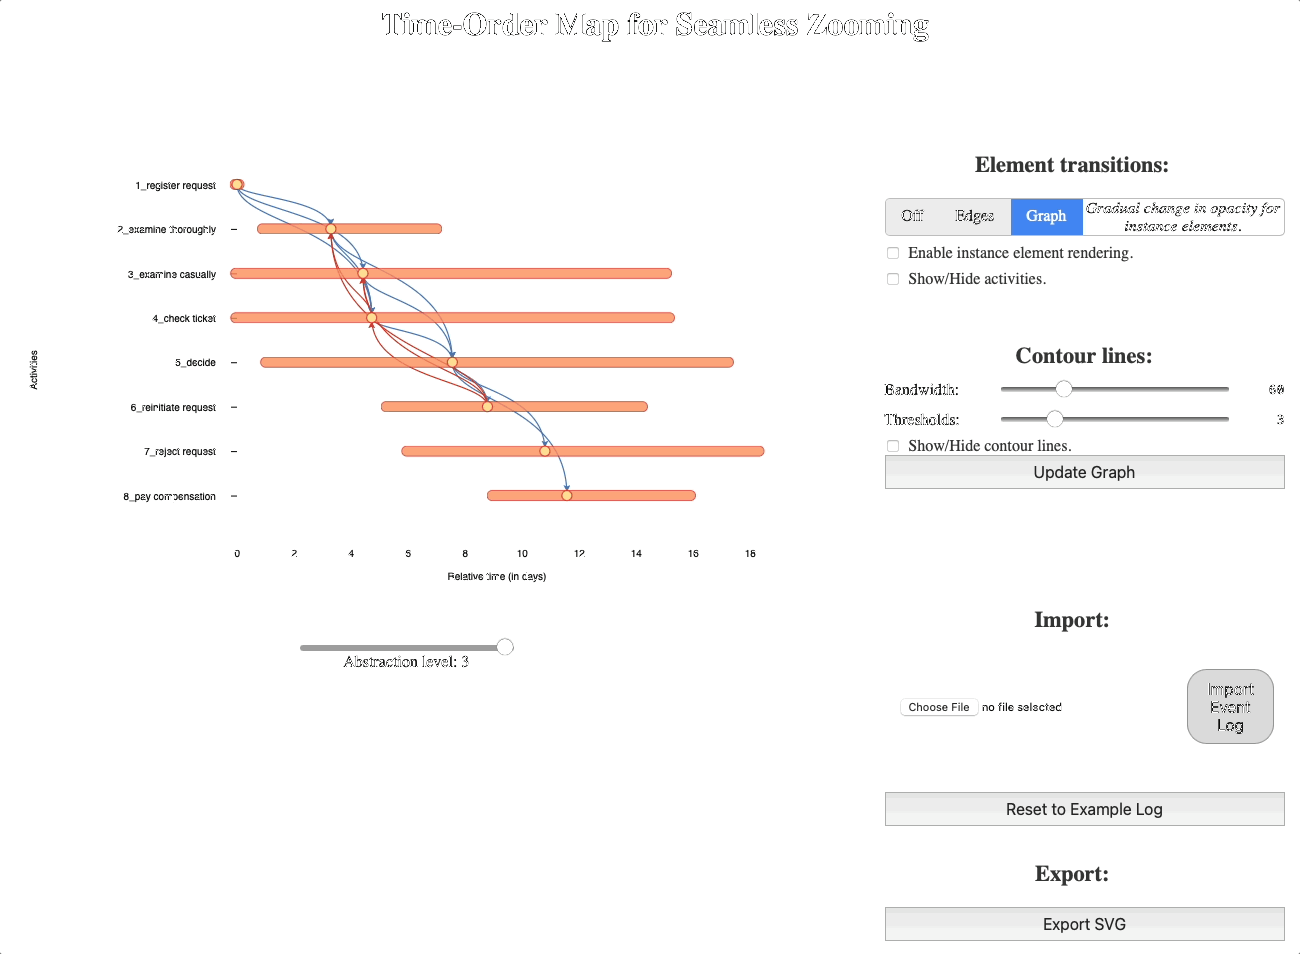 Time-Order Map for Seamless Zooming
Element transitions:
Off Edges Graph Gradual change in opacity for
instance elements.
Enable instance element rendering.
Show/Hide activities.
Contour lines:
Bandwidth: 60
Thresholds: 3
Show/Hide contour lines.
Update Graph
Activities
1_register request
2_examine thoroughly
3_examine casually
4_check ticket
5_decide
6_reinitiate request
7_reject request
8_pay compensation
0 2 4 6 8 10 12 14 16 18
Relative time (in days)
Abstraction level: 3
Import:
Choose File no file selected
Import
Event
Log
Reset to Example Log
Export:
Export SVG